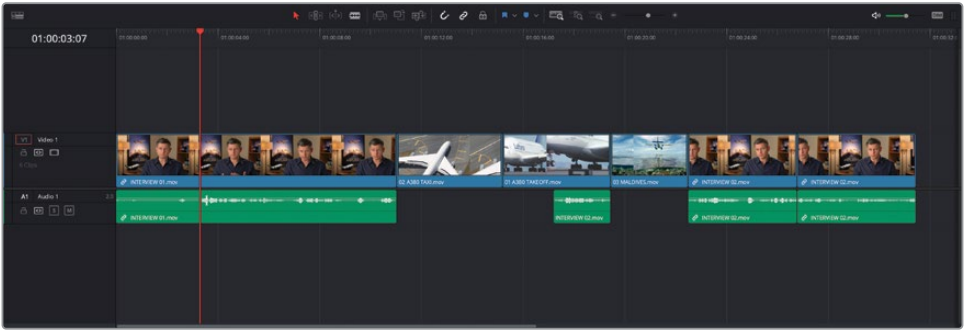 01:00:03:07
01:00:00:00
01:00:04:00
01:00:08:00
01:00:12:00
01:00:16:00
01:00:20:00
01:00:24:00
01:00:28:00
V1 Video 1
INTERVIEW 01.mov
02 A380 TAXI.mov
01 A380 TAKEOFF.mov
03 MALDIVES.mov
INTERVIEW 02.mov
INTERVIEW 02.mov
A1 Audio 1
S M
INTERVIEW 01.mov
INTERVIEW 02.mov
INTERVIEW 02.mov
INTERVIEW 02.mov